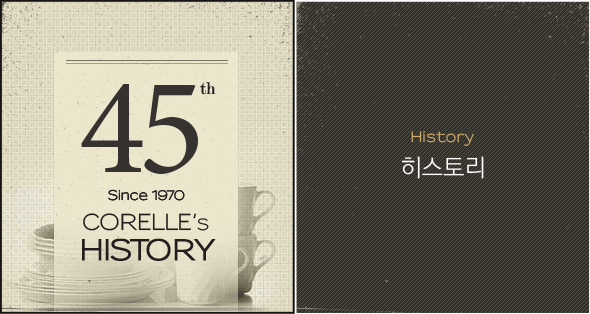 45th
Since 1970
CORELLE's
HISTORY
History
히스토리